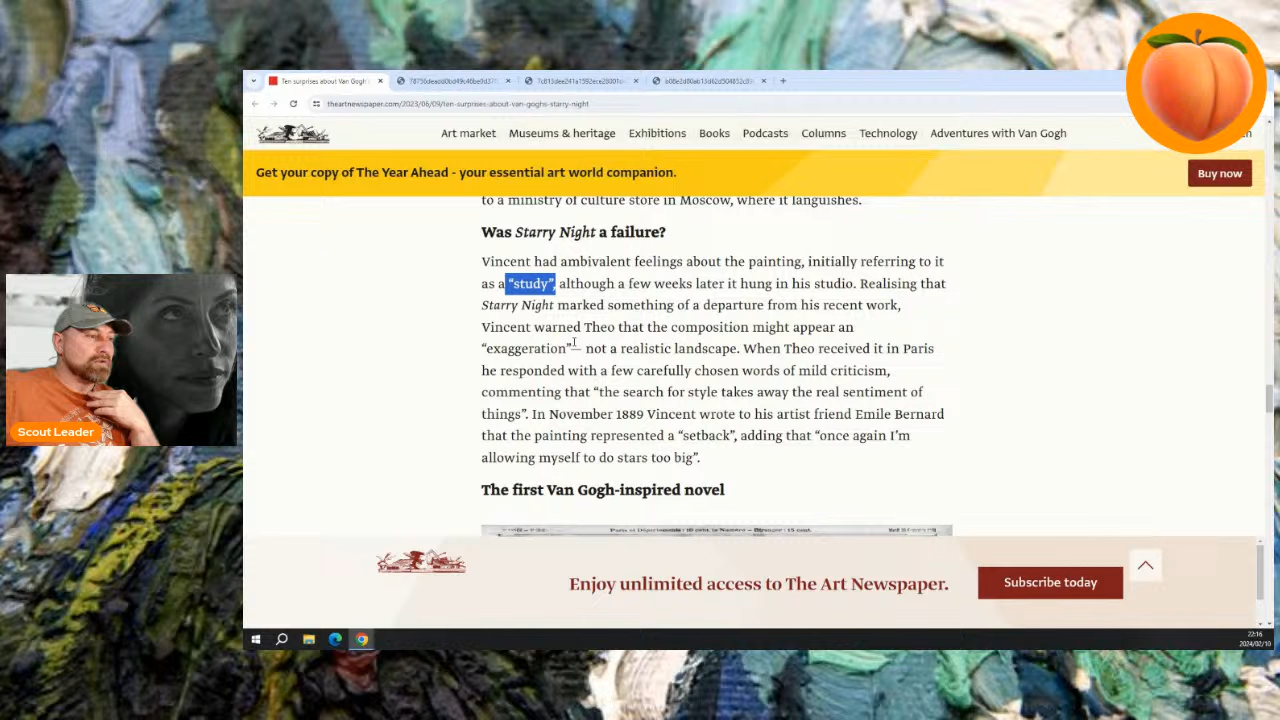 Ten surprises about Van Gogh's
theartnewspaper.com/2023/06/09/ten-surprises-about-van-goghs-starry-night
Art market Museums & heritage Exhibitions Books Podcasts Columns Technology Adventures with Van Gogh
Get your copy of The Year Ahead - your essential art world companion.
Buy now
to a ministry of culture store in Moscow, where it languishes.
Was Starry Night a failure?
Vincent had ambivalent feelings about the painting, initially referring to it
as a “study”, although a few weeks later it hung in his studio. Realising that
Starry Night marked something of a departure from his recent work,
Vincent warned Theo that the composition might appear an
“exaggeration”— not a realistic landscape. When Theo received it in Paris
he responded with a few carefully chosen words of mild criticism,
commenting that “the search for style takes away the real sentiment of
things”. In November 1889 Vincent wrote to his artist friend Emile Bernard
that the painting represented a “setback”, adding that “once again I’m
allowing myself to do stars too big”.
The first Van Gogh-inspired novel
Enjoy unlimited access to The Art Newspaper.
Subscribe today
Scout Leader
22:16
2024/02/10